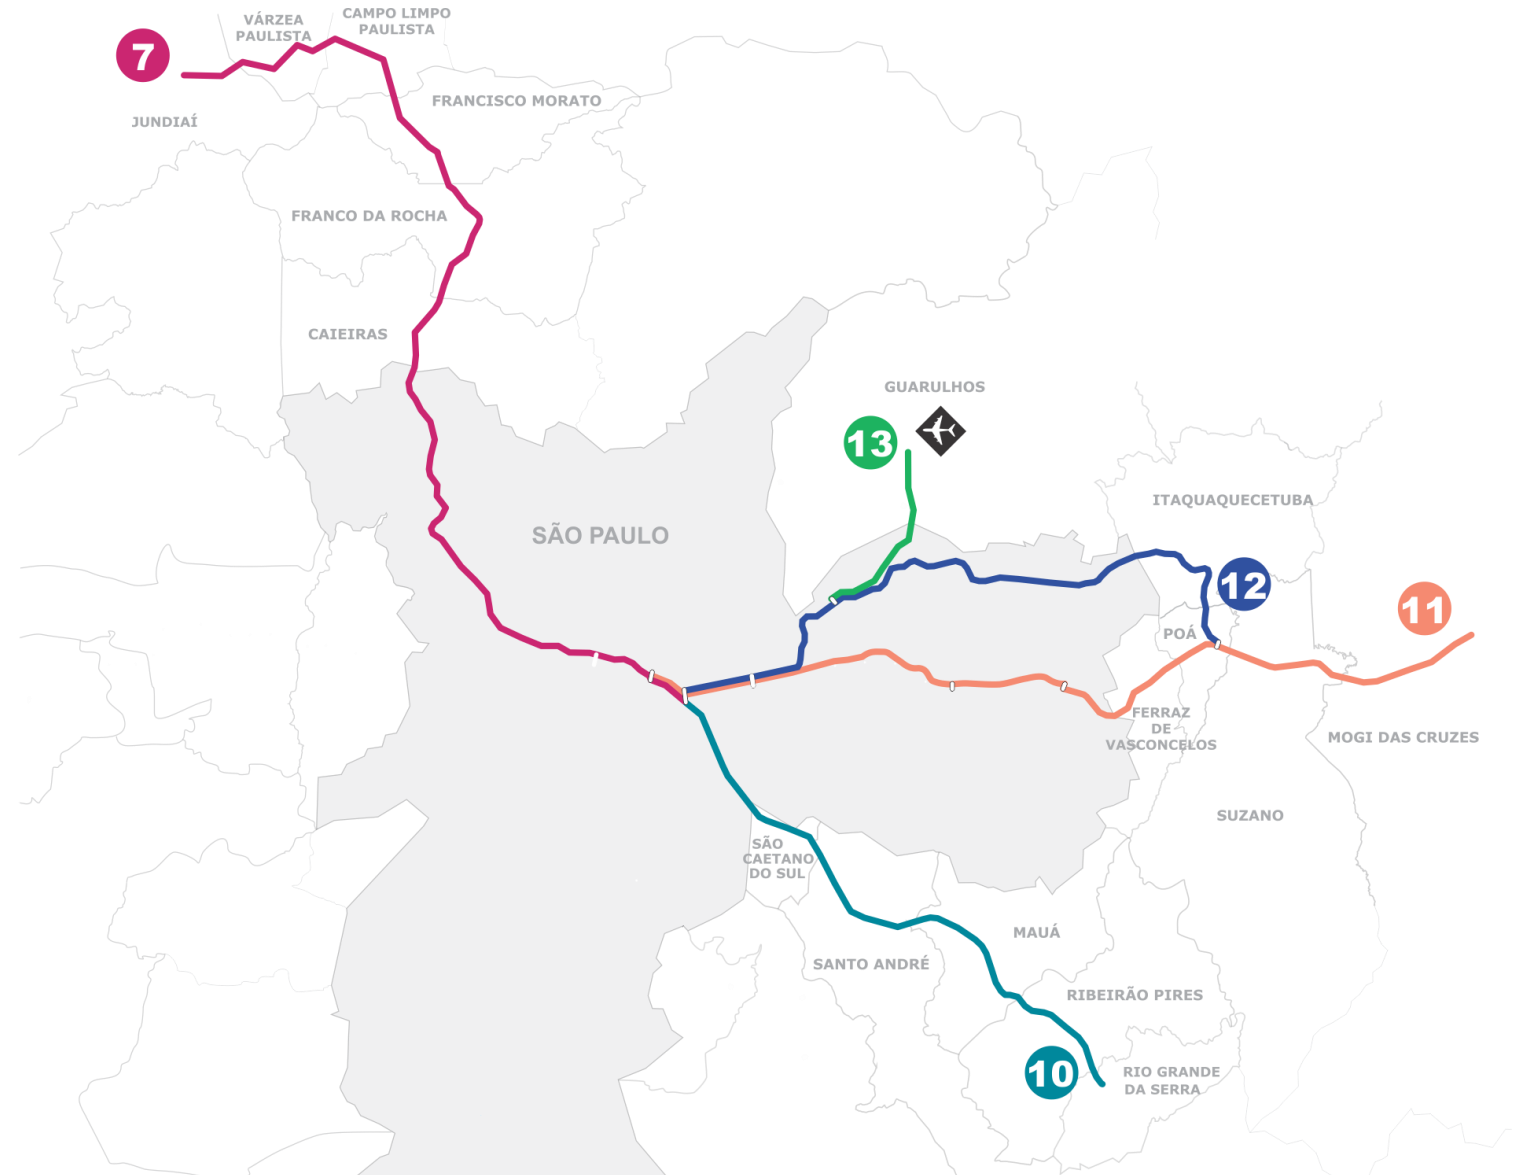 VÁRZEA
PAULISTA
CAMPO LIMPO
PAULISTA
7
JUNDIAÍ
FRANCISCO MORATO
FRANCO DA ROCHA
CAIEIRAS
GUARULHOS
13
ITAQUAQUECETUBA
SÃO PAULO
12
11
POÁ
FERRAZ
DE
VASCONCELOS
MOGI DAS CRUZES
SUZANO
SÃO
CAETANO
DO SUL
MAUÁ
SANTO ANDRÉ
RIBEIRÃO PIRES
10
RIO GRANDE
DA SERRA